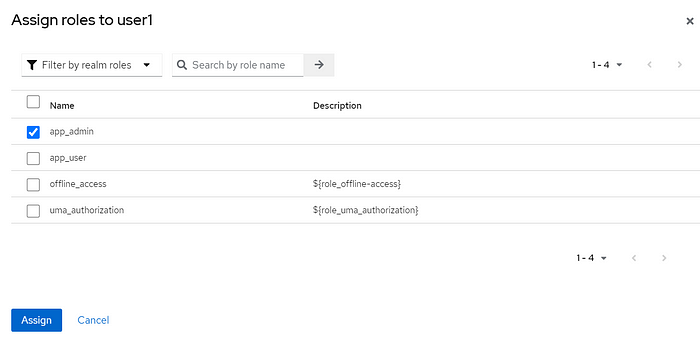 Assign roles to user1
Filter by realm roles Search by role name 1 - 4
Name Description
app_admin
app_user
offline_access ${role_offline-access}
uma_authorization ${role_uma_authorization}
1 - 4
Assign Cancel